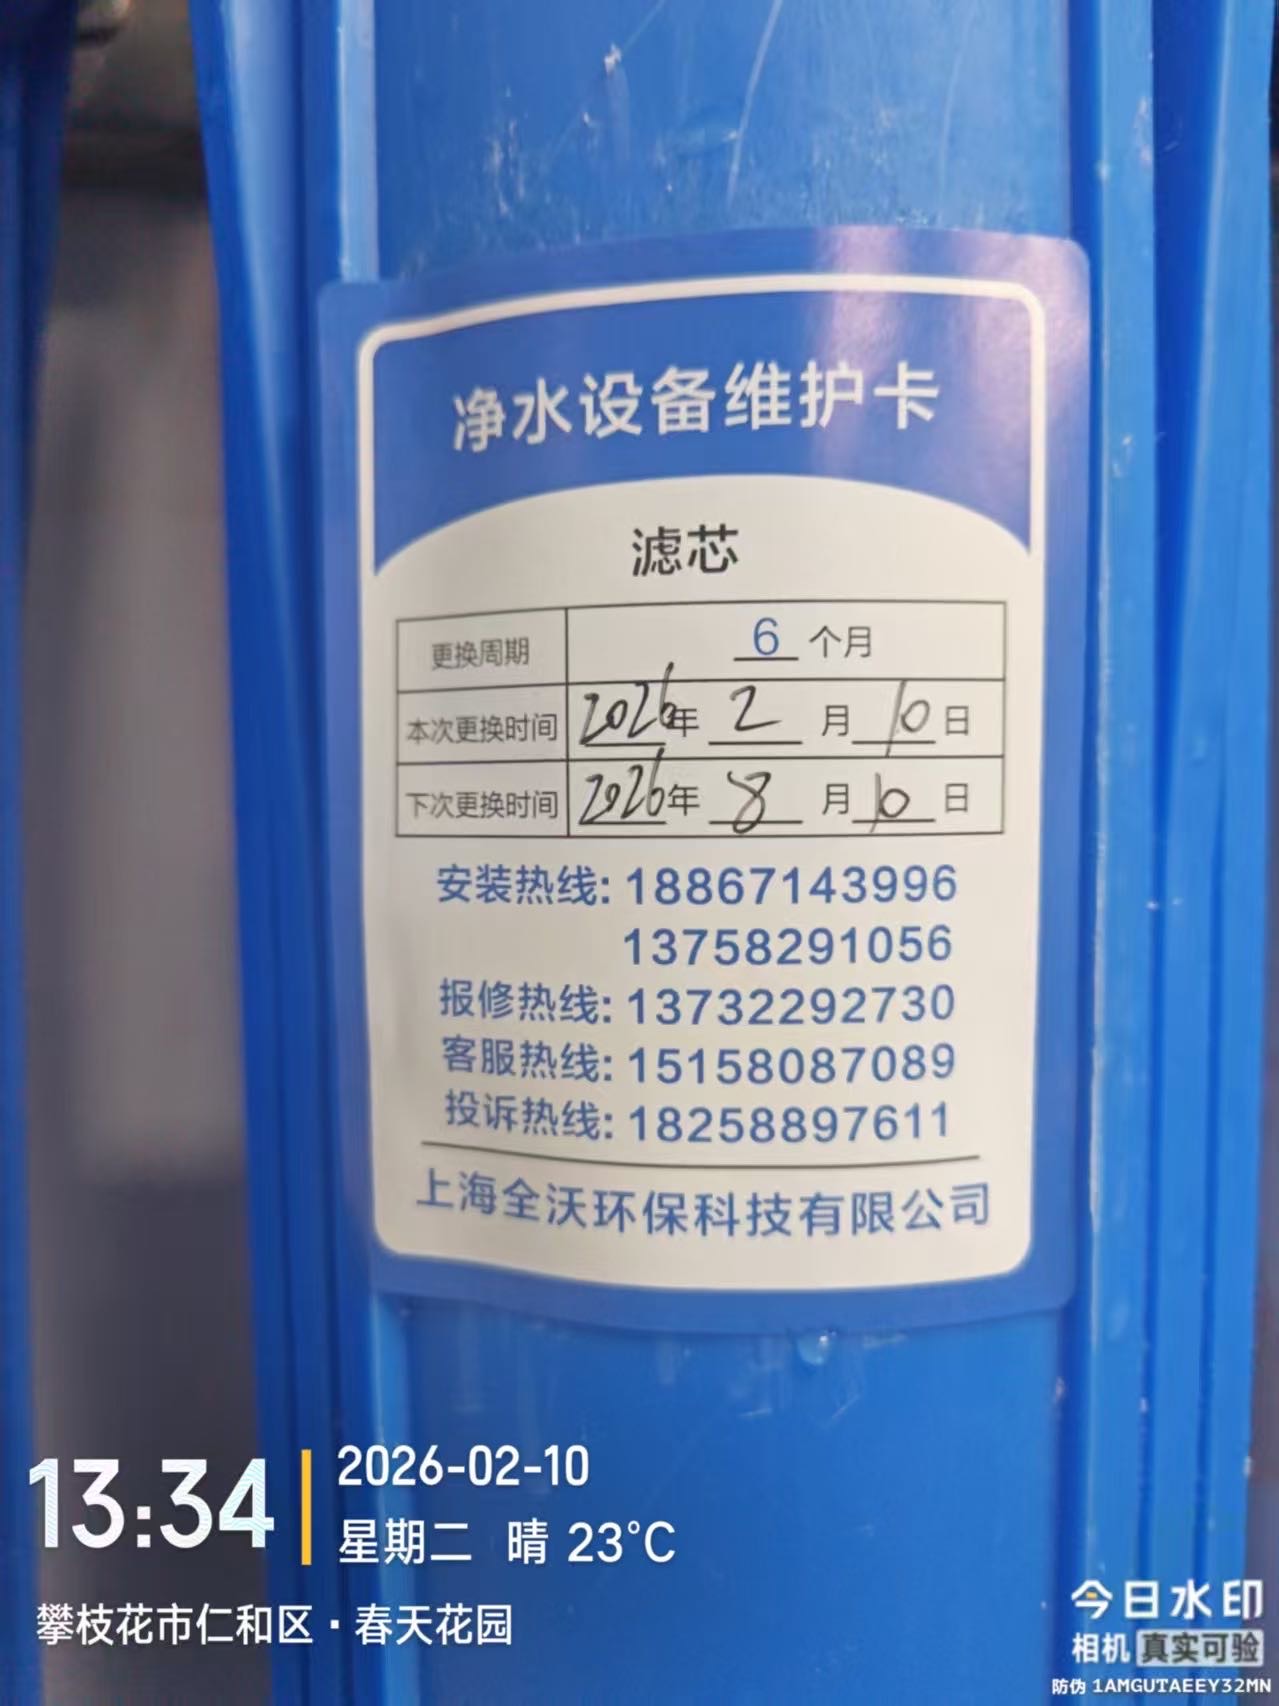 净水设备维护卡
滤芯
更换周期 6 个月
本次更换时间 2026年 2 月 10 日
下次更换时间 2026年 8 月 10 日
安装热线: 18867143996
13758291056
报修热线: 13732292730
客服热线: 15158087089
投诉热线: 18258897611
上海全沃环保科技有限公司
13:34
2026-02-10
星期二 晴 23°C
攀枝花市仁和区·春天花园
今日水印
相机 真实可验
防伪 1AMGUTAEEY32MN